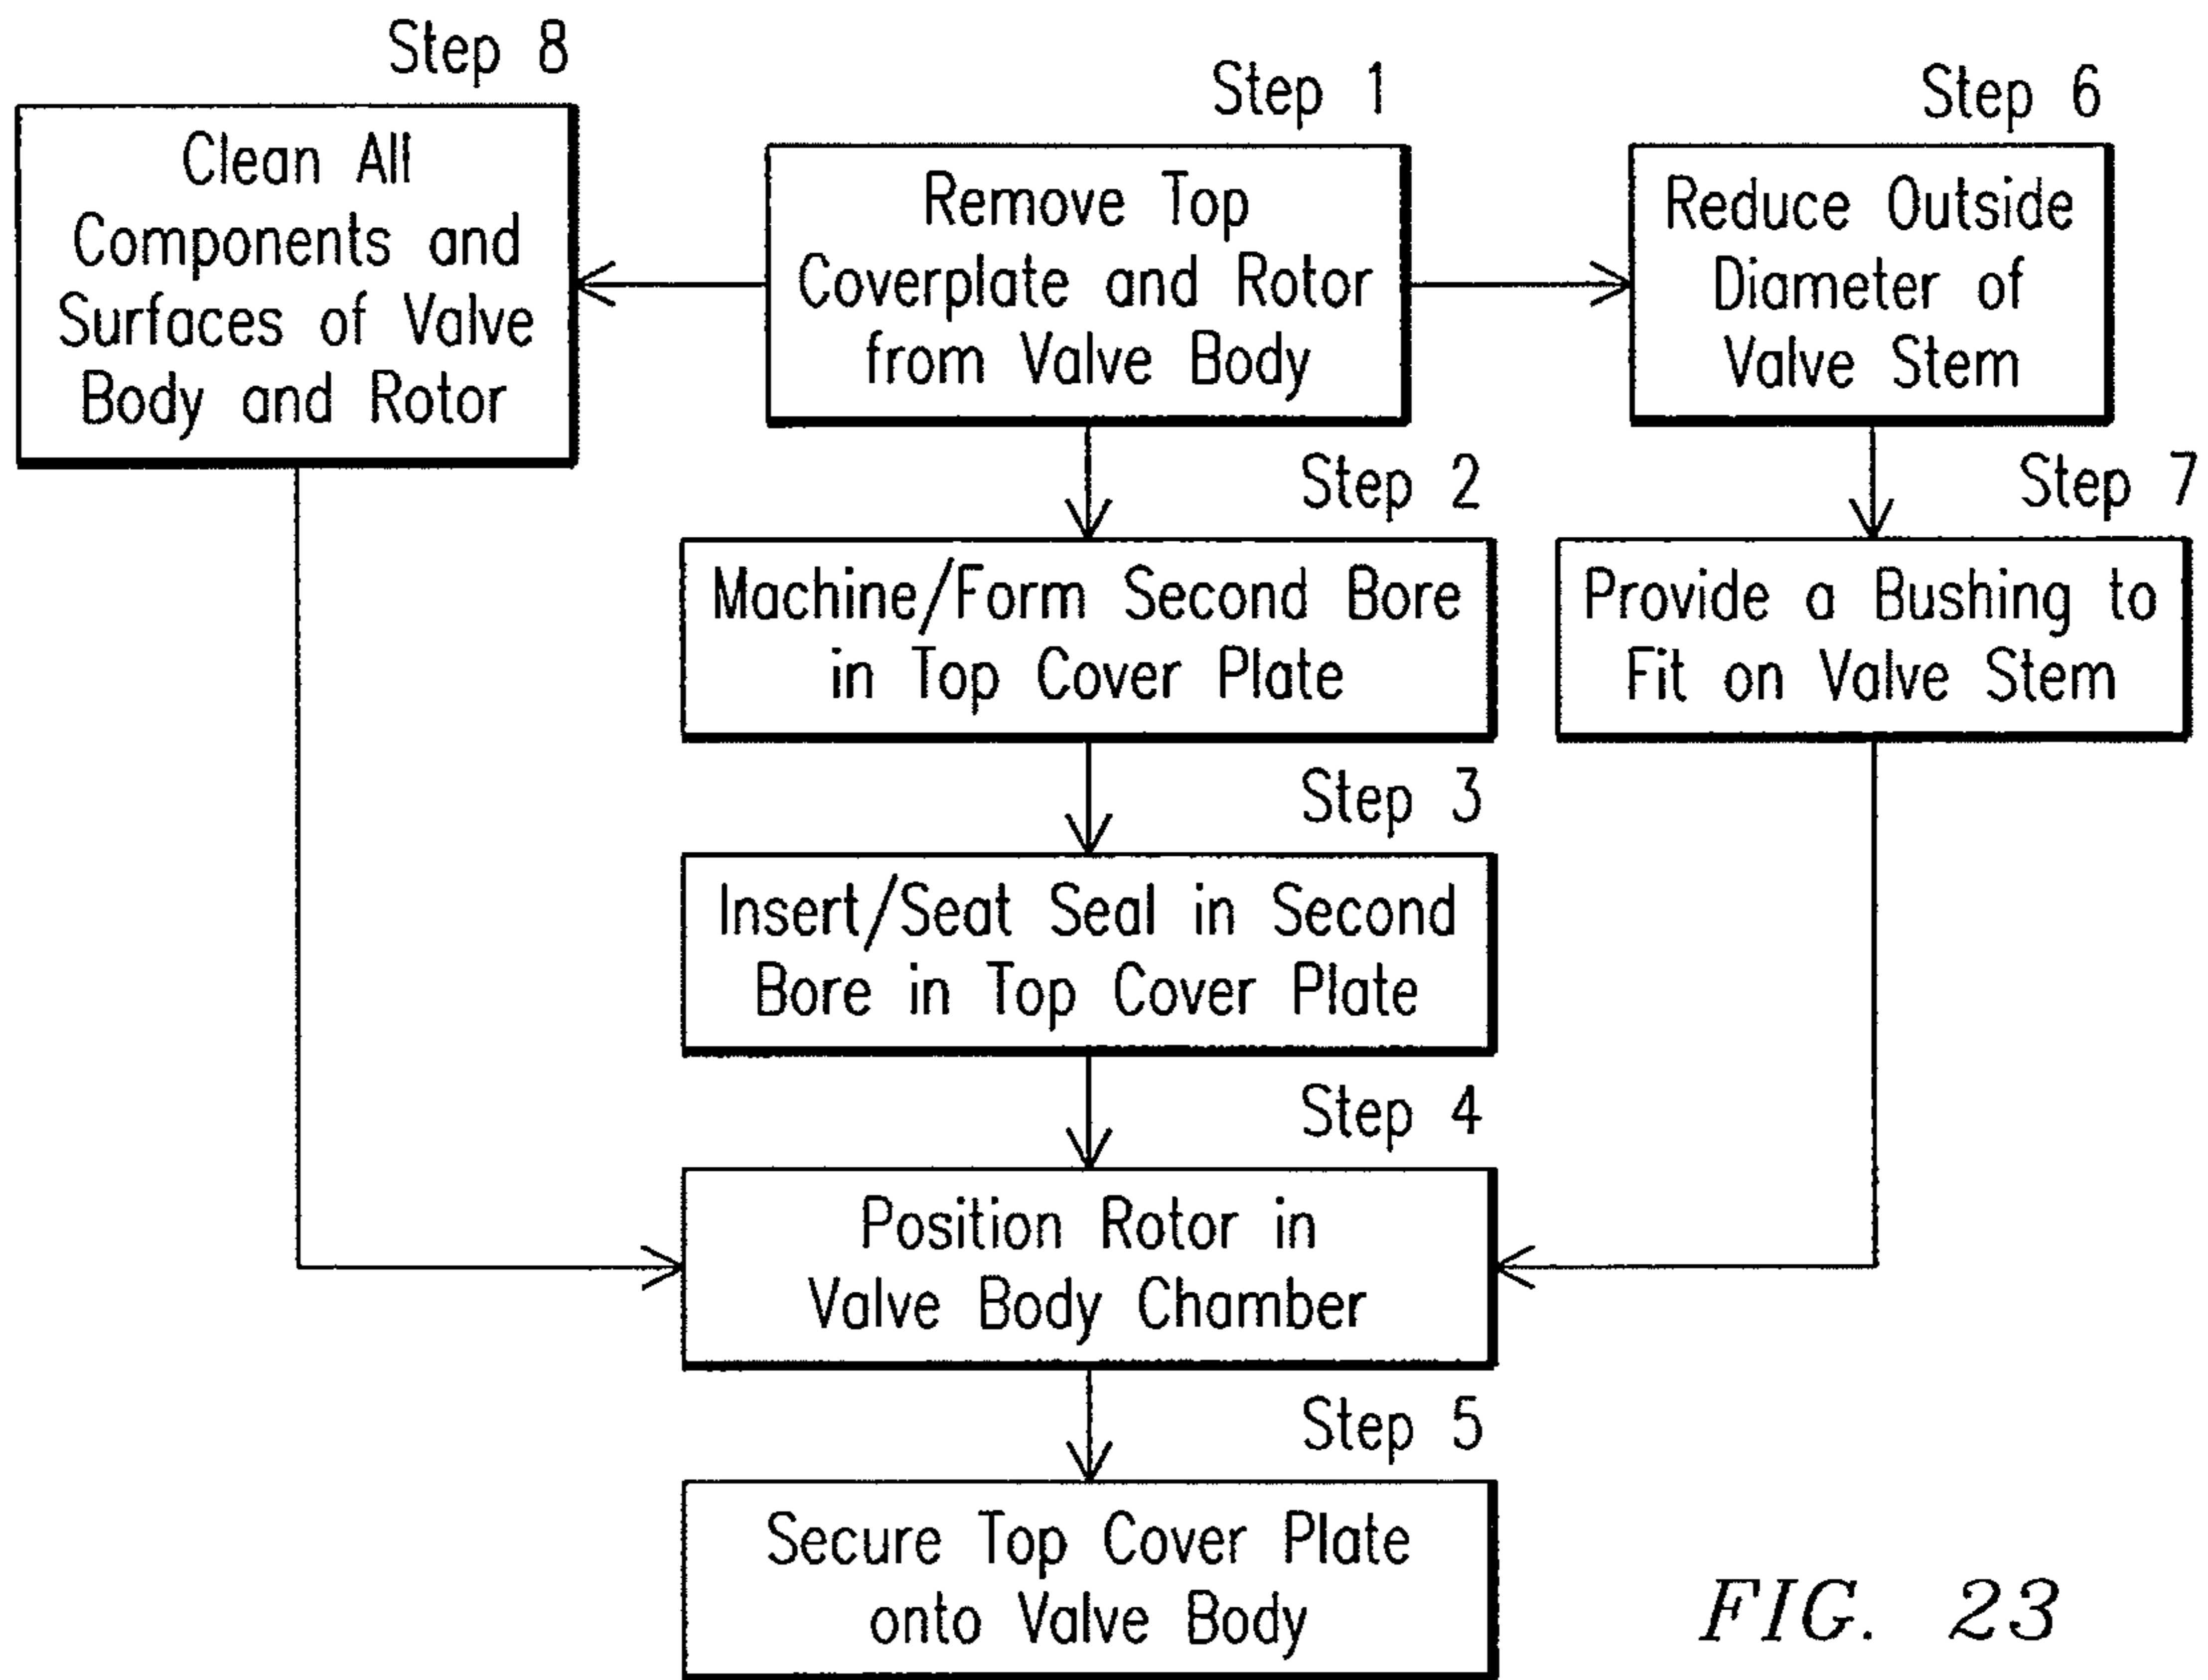 Step 8
Clean All
Components and
Surfaces of Valve
Body and Rotor
Step 1
Remove Top
Coverplate and Rotor
from Valve Body
Step 6
Reduce Outside
Diameter of
Valve Stem
Step 2
Machine/Form Second Bore
in Top Cover Plate
Step 7
Provide a Bushing to
Fit on Valve Stem
Step 3
Insert/Seat Seal in Second
Bore in Top Cover Plate
Step 4
Position Rotor in
Valve Body Chamber
Step 5
Secure Top Cover Plate
onto Valve Body
FIG. 23